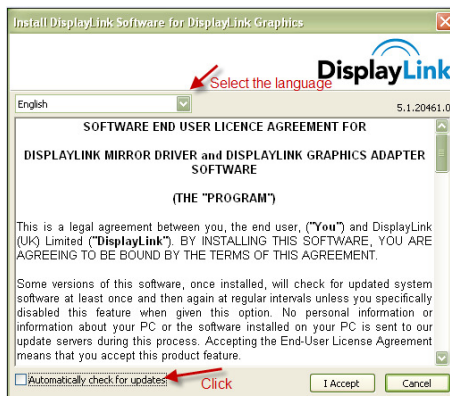 Install DisplayLink Software for DisplayLink Graphics
DisplayLink
Select the language
English
5.1.20461.0
SOFTWARE END USER LICENCE AGREEMENT FOR
DISPLAYLINK MIRROR DRIVER and DISPLAYLINK GRAPHICS ADAPTER
SOFTWARE
(THE "PROGRAM")
This is a legal agreement between you, the end user, ("You") and DisplayLink
(UK) Limited ("DisplayLink"). BY INSTALLING THIS SOFTWARE, YOU ARE
AGREEING TO BE BOUND BY THE TERMS OF THIS AGREEMENT.
Some versions of this software, once installed, will check for updated system
software at least once and then again at regular intervals unless you specifically
disabled this feature when given this option. No personal information or
information about your PC or the software installed on your PC is sent to our
update servers during this process. Accepting the End-User License Agreement
means that you accept this product feature.
Automatically check for updates
Click
I Accept
Cancel